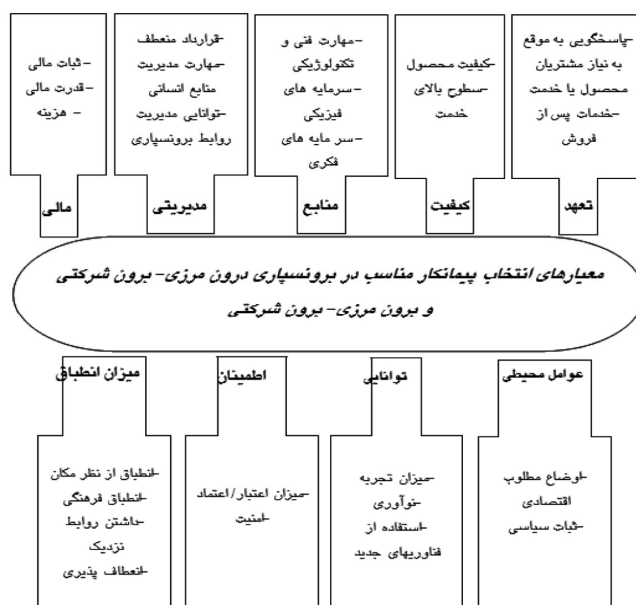 -پاسخگویی به موقع
به نیاز مشتریان
محصول یا خدمت
-خدمات پس از
فروش
تعهد
-کیفیت محصول
-سطوح بالای
خدمت
کیفیت
-مهارت فنی و
تکنولوژیکی
-سرمایه های
فیزیکی
-سر مایه های
فکری
منابع
-قرارداد منعطف
-مهارت مدیریت
منابع انسانی
-توانایی مدیریت
روابط برونسپاری
مدیریتی
-ثبات مالی
-قدرت مالی
- هزینه
مالی
معیارهای انتخاب پیمانکار مناسب در برونسپاری درون مرزی- برون شرکتی
و برون مرزی- برون شرکتی
عوامل محیطی
-اوضاع مطلوب
اقتصادی
-ثبات سیاسی
توانایی
-میزان تجربه
-نوآوری
-استفاده از
فناوریهای جدید
اطمینان
-میزان اعتبار/اعتماد
-امنیت
میزان انطباق
-انطباق از نظر مکان
-انطباق فرهنگی
-داشتن روابط
نزدیک
-انعطاف پذیری